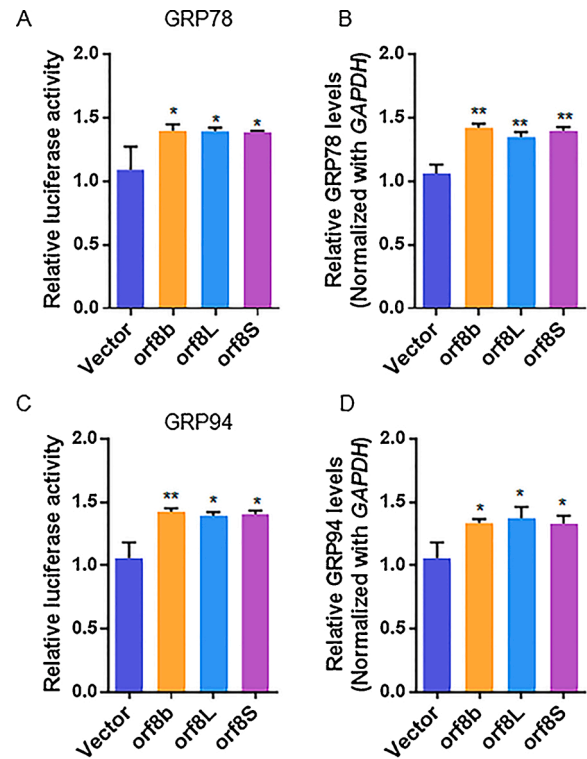 A
GRP78
Relative luciferase activity
2.0
1.5
1.0
0.5
0.0
*
*
*
Vector
orf8b
orf8L
orf8S
B
Relative GRP78 levels
(Normalized with GAPDH)
2.0
1.5
1.0
0.5
0.0
**
**
**
Vector
orf8b
orf8L
orf8S
C
GRP94
Relative luciferase activity
2.0
1.5
1.0
0.5
0.0
**
*
*
Vector
orf8b
orf8L
orf8S
D
Relative GRP94 levels
(Normalized with GAPDH)
2.0
1.5
1.0
0.5
0.0
*
*
*
Vector
orf8b
orf8L
orf8S